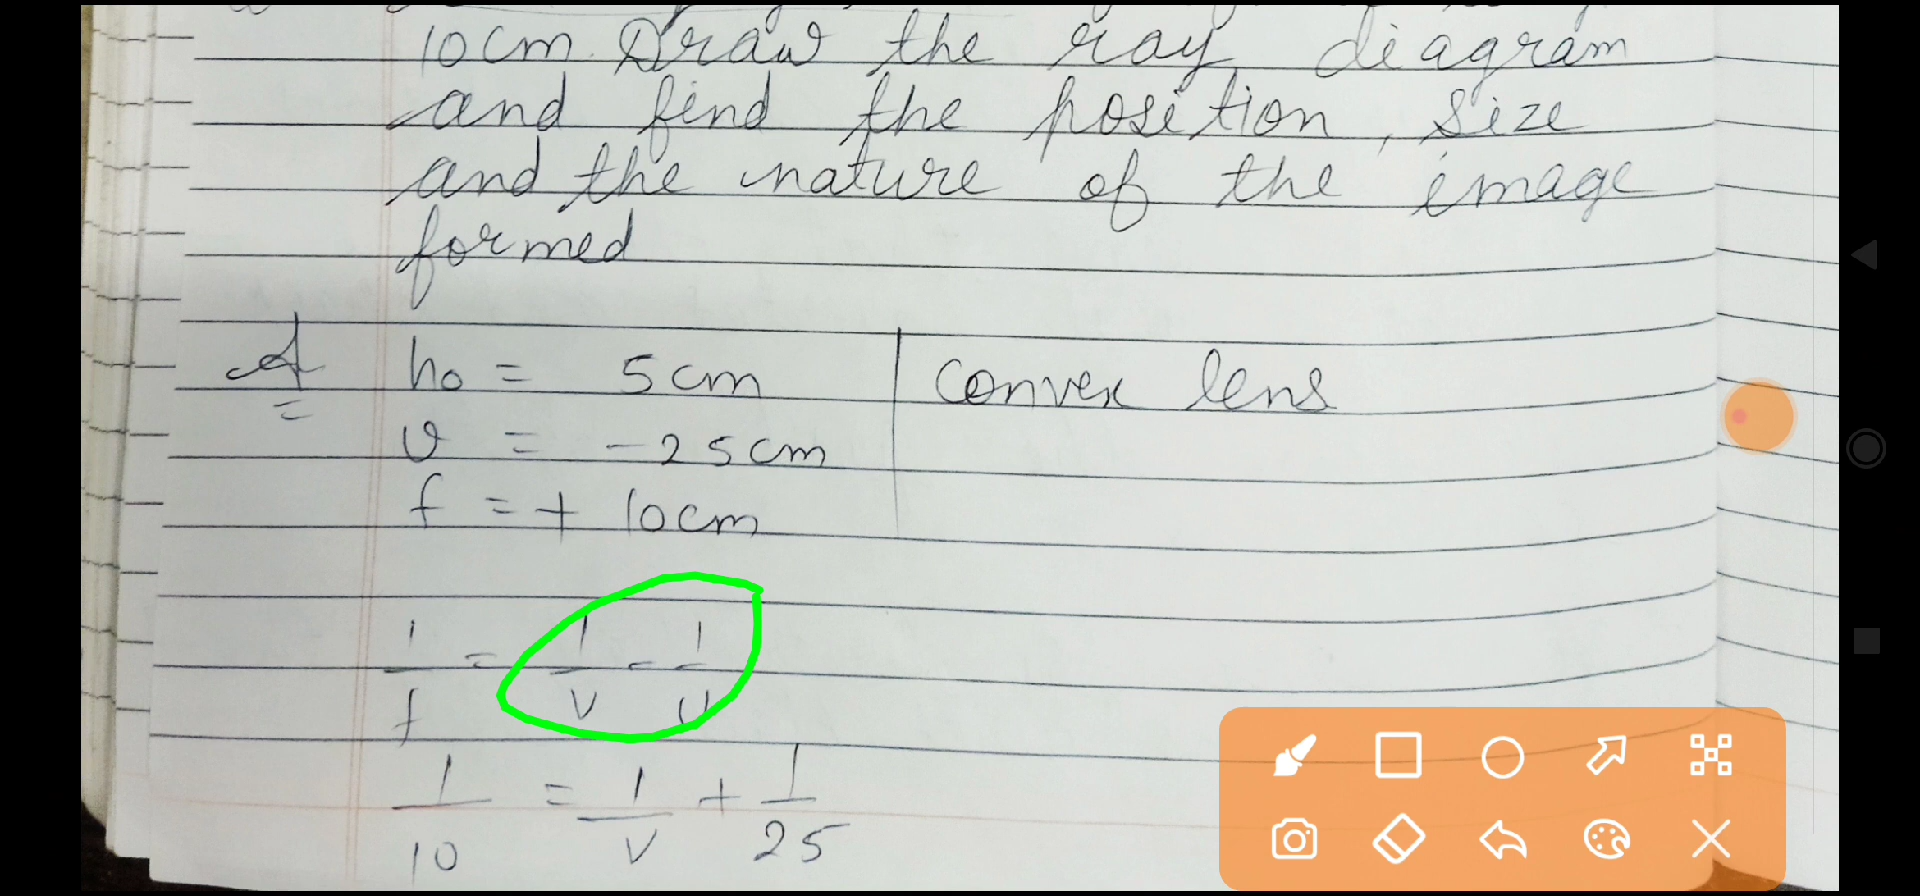 10cm. Draw the ray diagram
and find the position, size
and the nature of the image
formed
A ho = 5cm
Convex lens
u = -25cm
f = + 10cm
1/f = 1/v - 1/u
1/10 = 1/v + 1/25